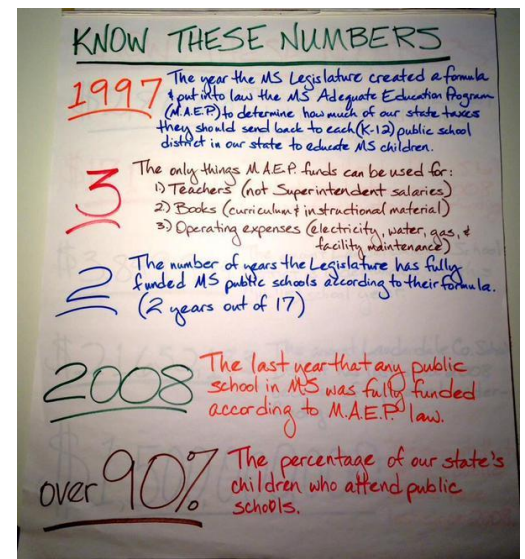 KNOW THESE NUMBERS
1997 The year the MS Legislature created a formula
& put into law the MS Adequate Education Program
(M.A.E.P.) to determine how much of our state taxes
they should send back to each (K-12) public school
district in our state to educate MS children.
3 The only things M.A.E.P. funds can be used for:
1) Teachers (not Superintendent salaries)
2) Books (curriculum & instructional material)
3) Operating expenses (electricity, water, gas, &
facility maintenance)
2 The number of years the Legislature has fully
funded MS public schools according to their formula.
(2 years out of 17)
2008 The last year that any public
school in MS was fully funded
according to M.A.E.P. law.
over 90% The percentage of our state's
children who attend public
schools.